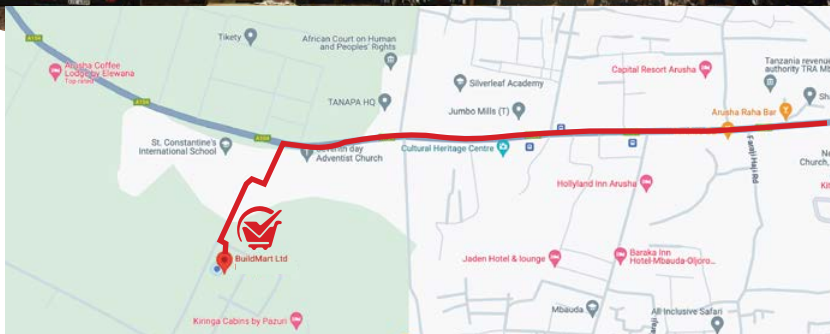 Tikety
African Court on Human
and Peoples' Rights
A104
Arusha Coffee
Lodge by Elewana
Top rated
Capital Resort Arusha
Tanzania revenue
authority TRA
Silverleaf Academy
A104
TANAPA HQ
Jumbo Mills (T)
Arusha Raha Bar
St. Constantine's
International School
A104
day
Adventist Church
Cultural Heritage Centre
Church,
Hollyland Inn Arusha
BuildMart Ltd
Jaden Hotel & lounge
Baraka Inn
Hotel-Mbauda-Oljoro...
Mbauda
All Inclusive Safari
Kiringa Cabins by Pazuri